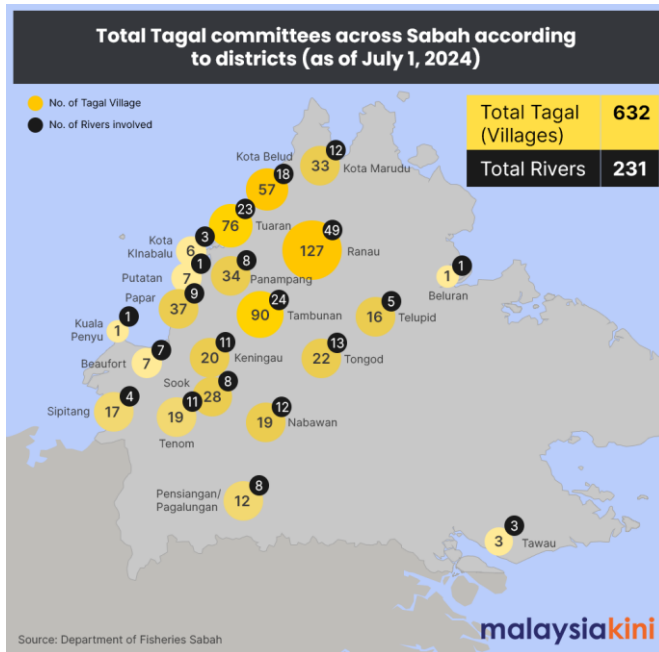 Total Tagal committees across Sabah according
to districts (as of July 1, 2024)
No. of Tagal Village
No. of Rivers involved
Total Tagal
(Villages)
632
Total Rivers
231
12
33
Kota Marudu
Kota Belud
18
57
23
76
Tuaran
49
127
Ranau
Kota
KInabalu
3
6
Putatan
1
7
8
34
Panampang
1
1
Beluran
Papar
9
37
24
90
Tambunan
5
16
Telupid
Kuala
Penyu
1
1
Beaufort
7
7
11
20
Keningau
13
22
Tongod
Sook
8
28
Sipitang
4
17
11
19
Tenom
12
19
Nabawan
Pensiangan/
Pagalungan
8
12
3
3
Tawau
Source: Department of Fisheries Sabah
malaysiakini